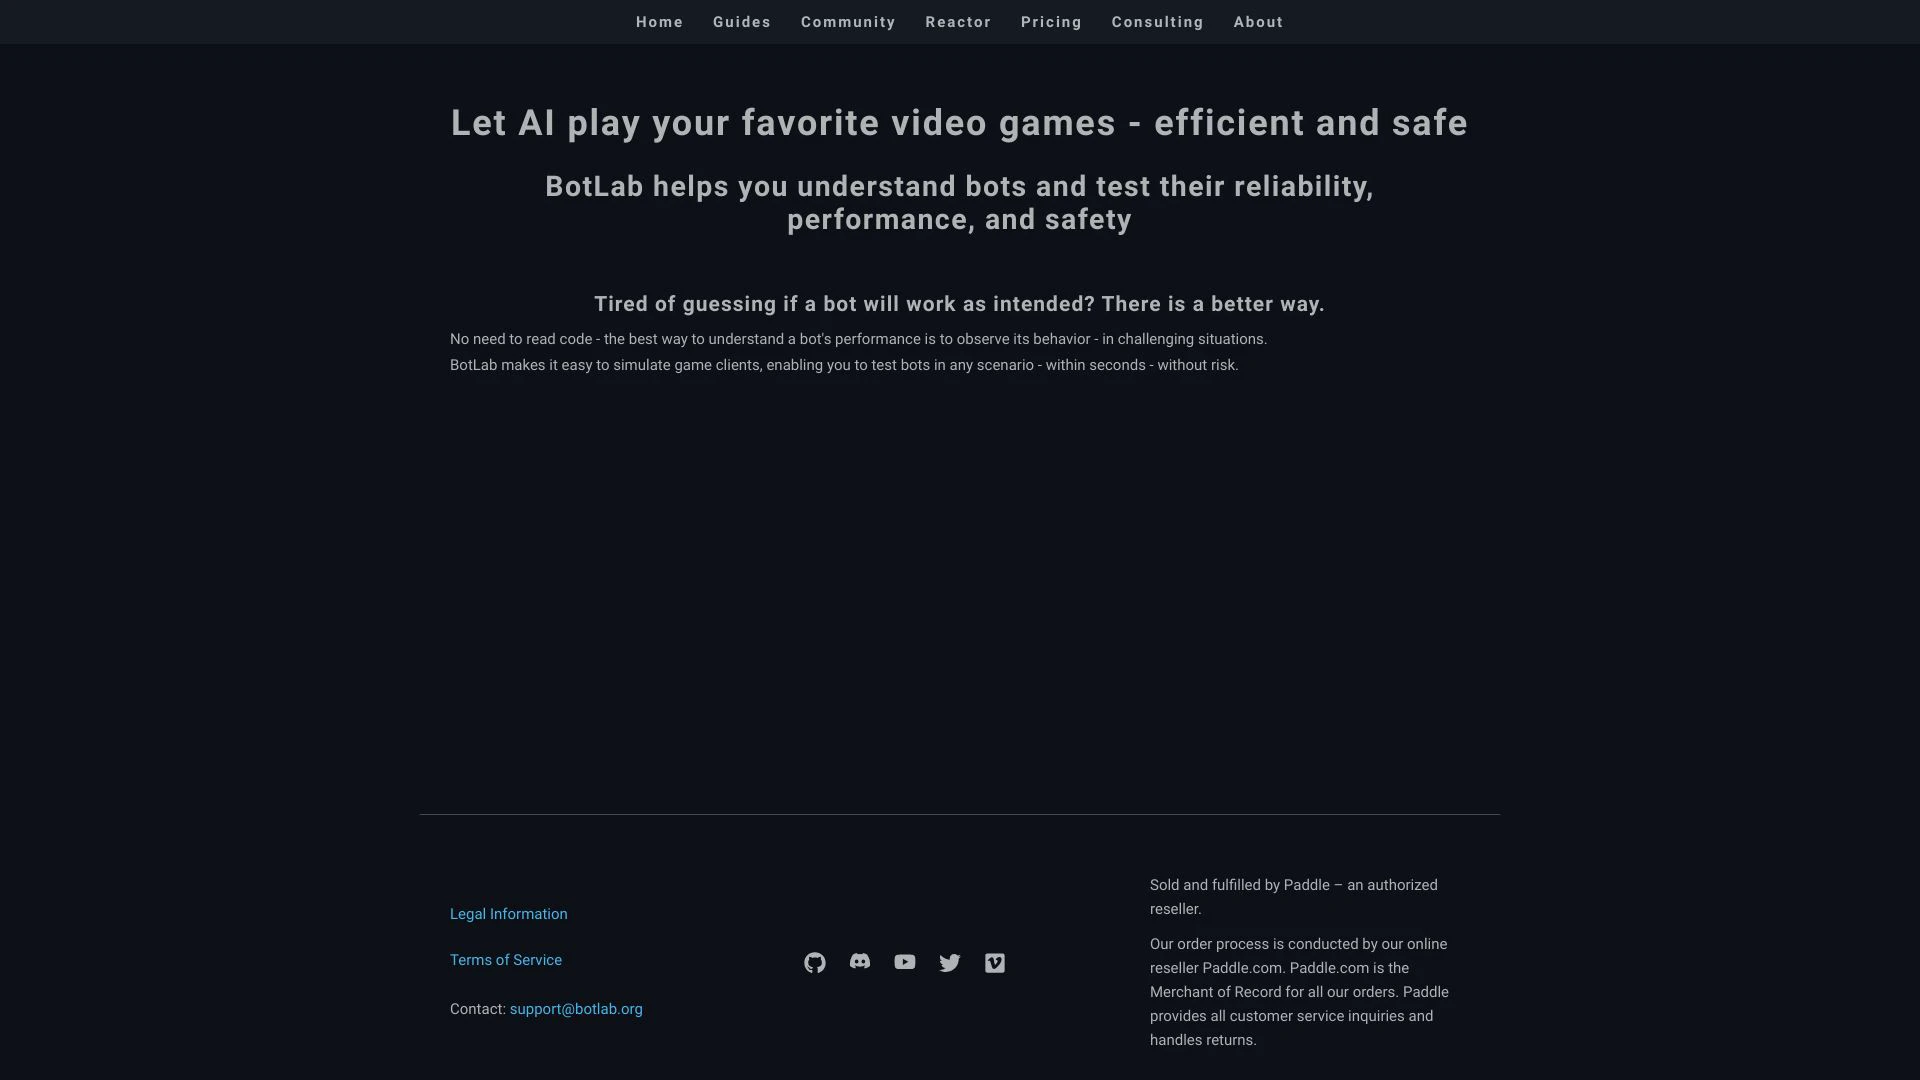 Home Guides Community Reactor Pricing Consulting About
Let AI play your favorite video games - efficient and safe
BotLab helps you understand bots and test their reliability,
performance, and safety
Tired of guessing if a bot will work as intended? There is a better way.
No need to read code - the best way to understand a bot's performance is to observe its behavior - in challenging situations.
BotLab makes it easy to simulate game clients, enabling you to test bots in any scenario - within seconds - without risk.
Legal Information
Terms of Service
Contact: support@botlab.org
Sold and fulfilled by Paddle – an authorized
reseller.
Our order process is conducted by our online
reseller Paddle.com. Paddle.com is the
Merchant of Record for all our orders. Paddle
provides all customer service inquiries and
handles returns.